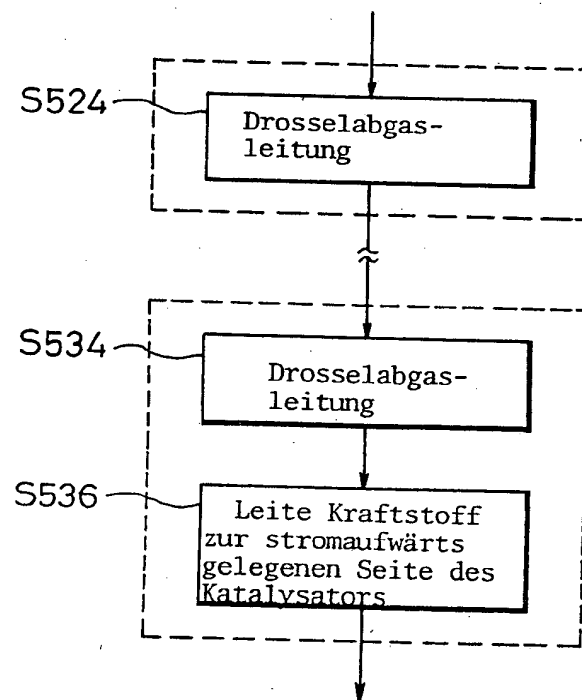 S524
Drosselabgas-
leitung
S534
Drosselabgas-
leitung
S536
Leite Kraftstoff
zur stromaufwärts
gelegenen Seite des
Katalysators